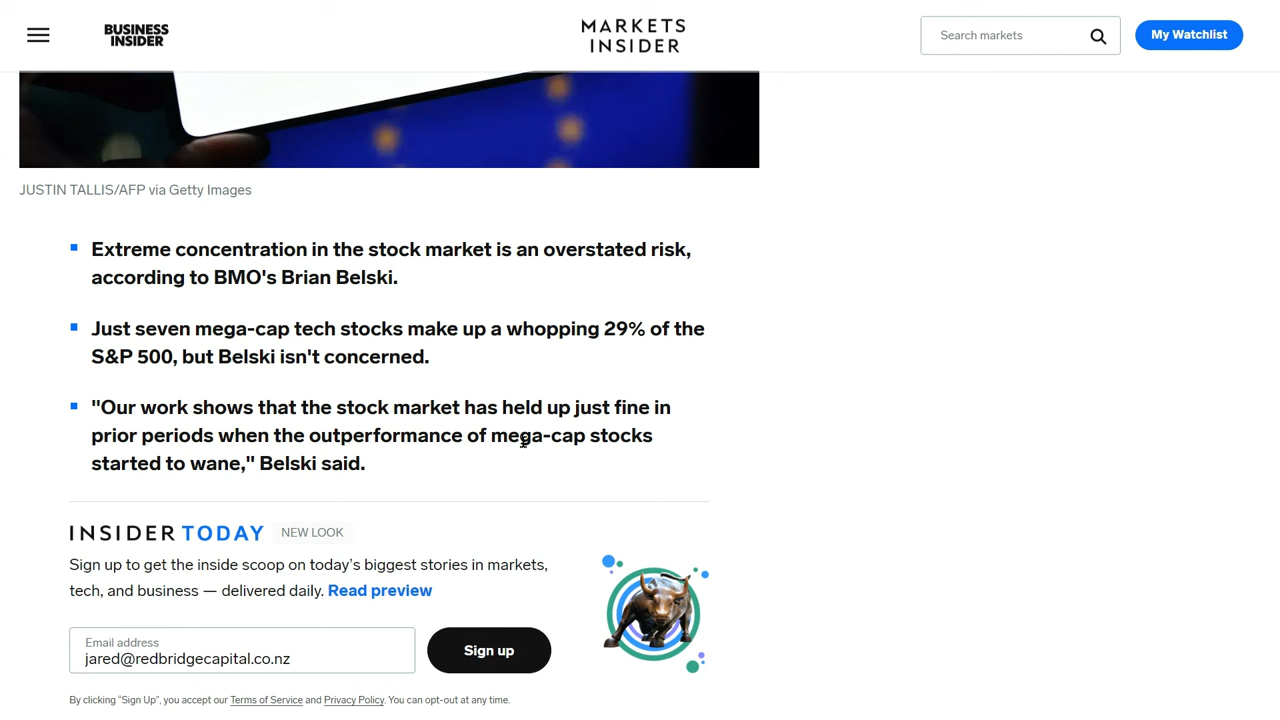 BUSINESS
INSIDER
MARKETS
INSIDER
Search markets
My Watchlist
JUSTIN TALLIS/AFP via Getty Images
Extreme concentration in the stock market is an overstated risk,
according to BMO's Brian Belski.
Just seven mega-cap tech stocks make up a whopping 29% of the
S&P 500, but Belski isn't concerned.
"Our work shows that the stock market has held up just fine in
prior periods when the outperformance of mega-cap stocks
started to wane," Belski said.
INSIDER TODAY NEW LOOK
Sign up to get the inside scoop on today’s biggest stories in markets,
tech, and business — delivered daily. Read preview
Email address
jared@redbridgecapital.co.nz
Sign up
By clicking “Sign Up”, you accept our Terms of Service and Privacy Policy. You can opt-out at any time.